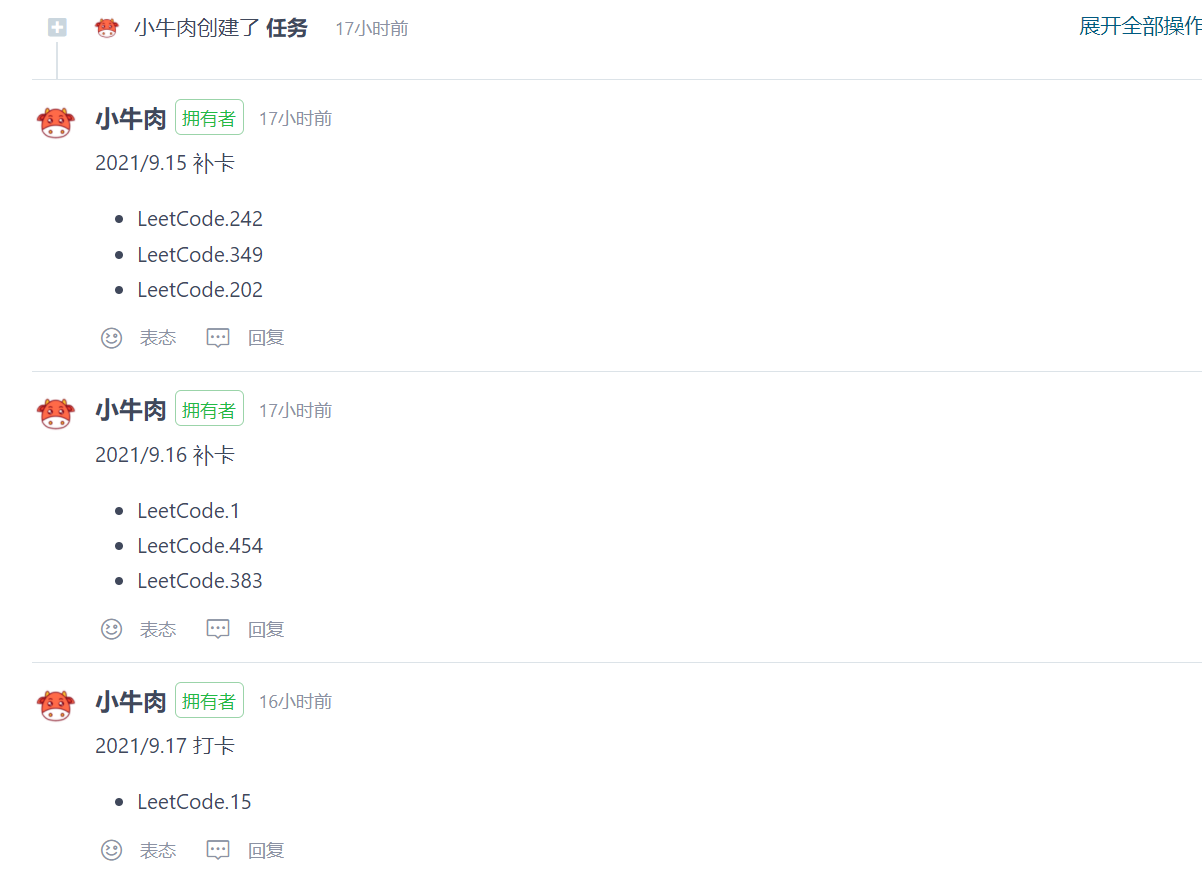 小牛肉创建了 任务 17小时前 展开全部操作
小牛肉 拥有者 17小时前
2021/9.15 补卡
LeetCode.242
LeetCode.349
LeetCode.202
表态 回复
小牛肉 拥有者 17小时前
2021/9.16 补卡
LeetCode.1
LeetCode.454
LeetCode.383
表态 回复
小牛肉 拥有者 16小时前
2021/9.17 打卡
LeetCode.15
表态 回复